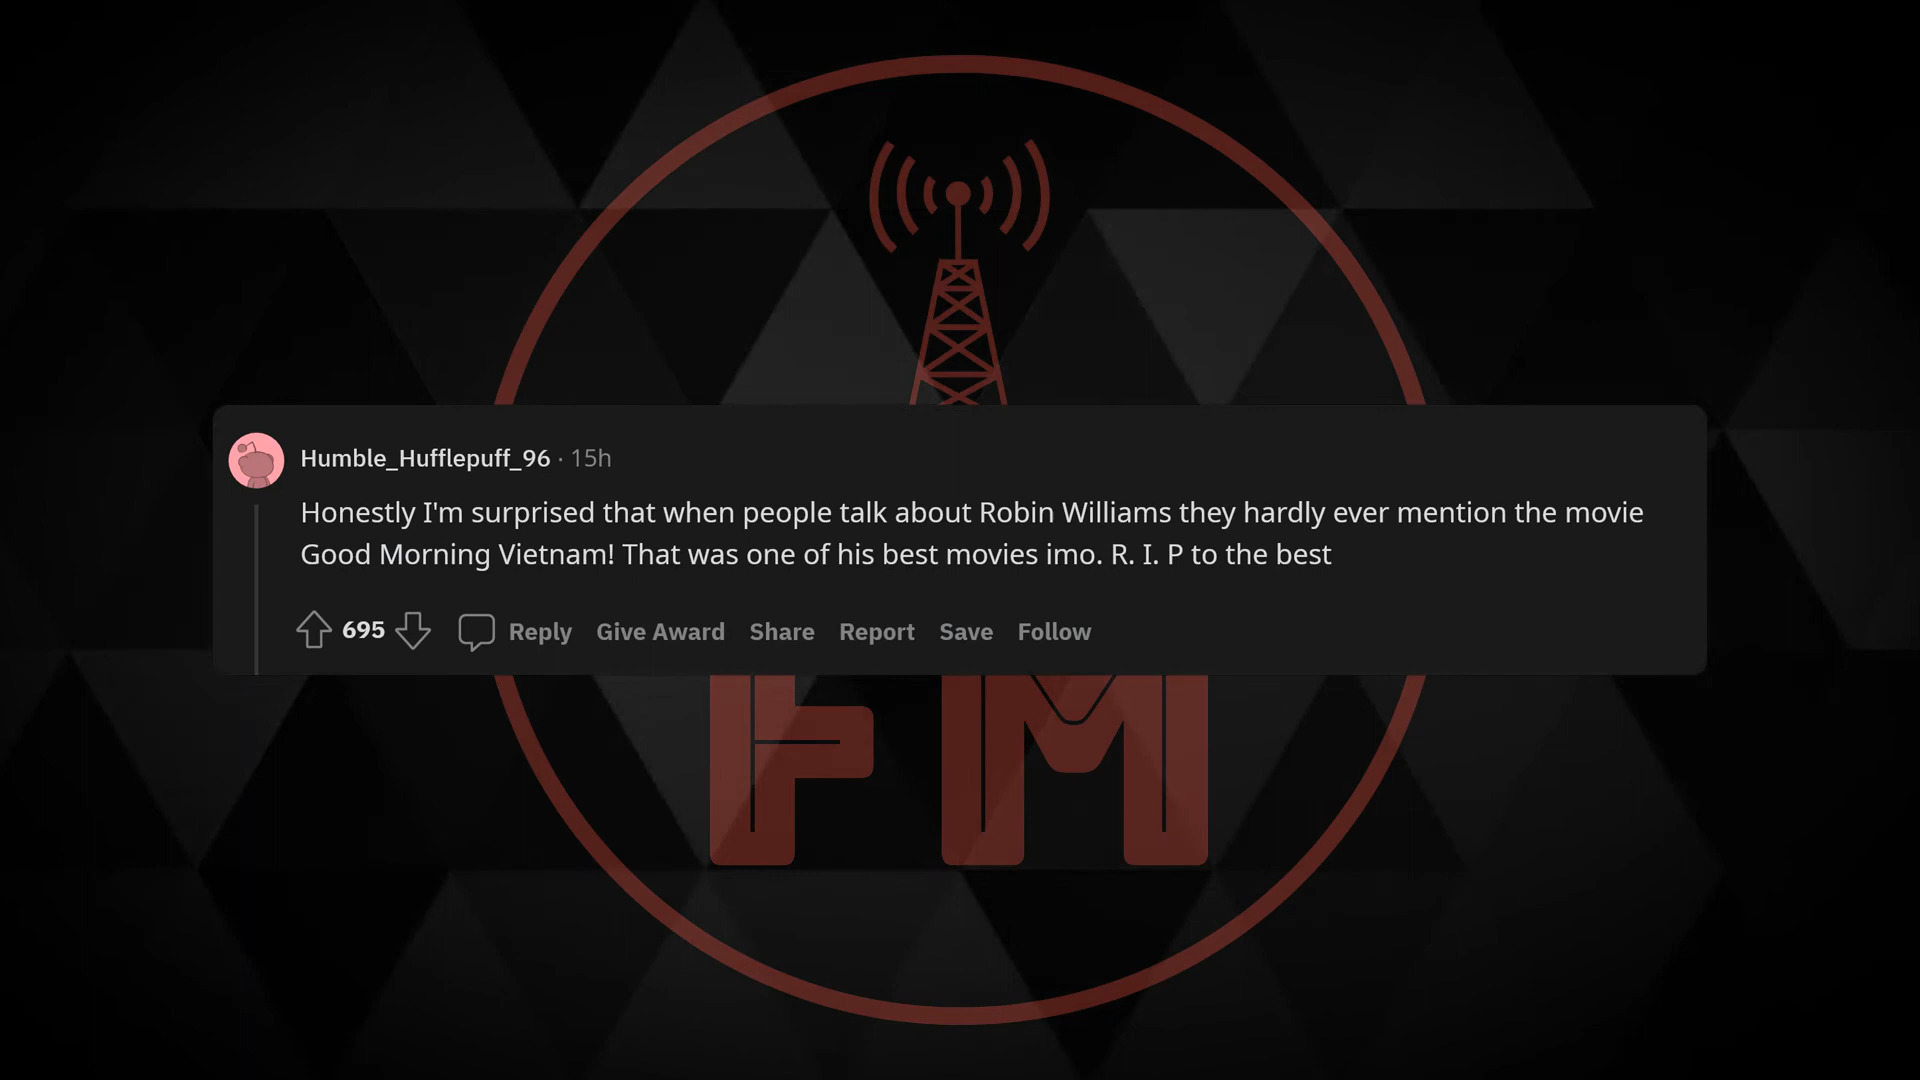 Humble_Hufflepuff_96 · 15h
Honestly I'm surprised that when people talk about Robin Williams they hardly ever mention the movie
Good Morning Vietnam! That was one of his best movies imo. R. I. P to the best
695 Reply Give Award Share Report Save Follow
FM